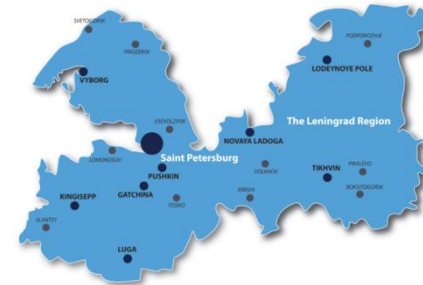 SVETOGORSK
PRIOZERSK
PODPOROZHYE
VYBORG
LODEYNOYE POLE
VSEVOLZHSK
The Leningrad Region
NOVAYA LADOGA
LOMONOSOV
Saint Petersburg
VOLKHOV
PIKALEVO
PUSHKIN
TIKHVIN
GATCHINA
KINGISEPP
TOSNO
KIRISHI
BOKSITOGORSK
SLANTSY
LUGA